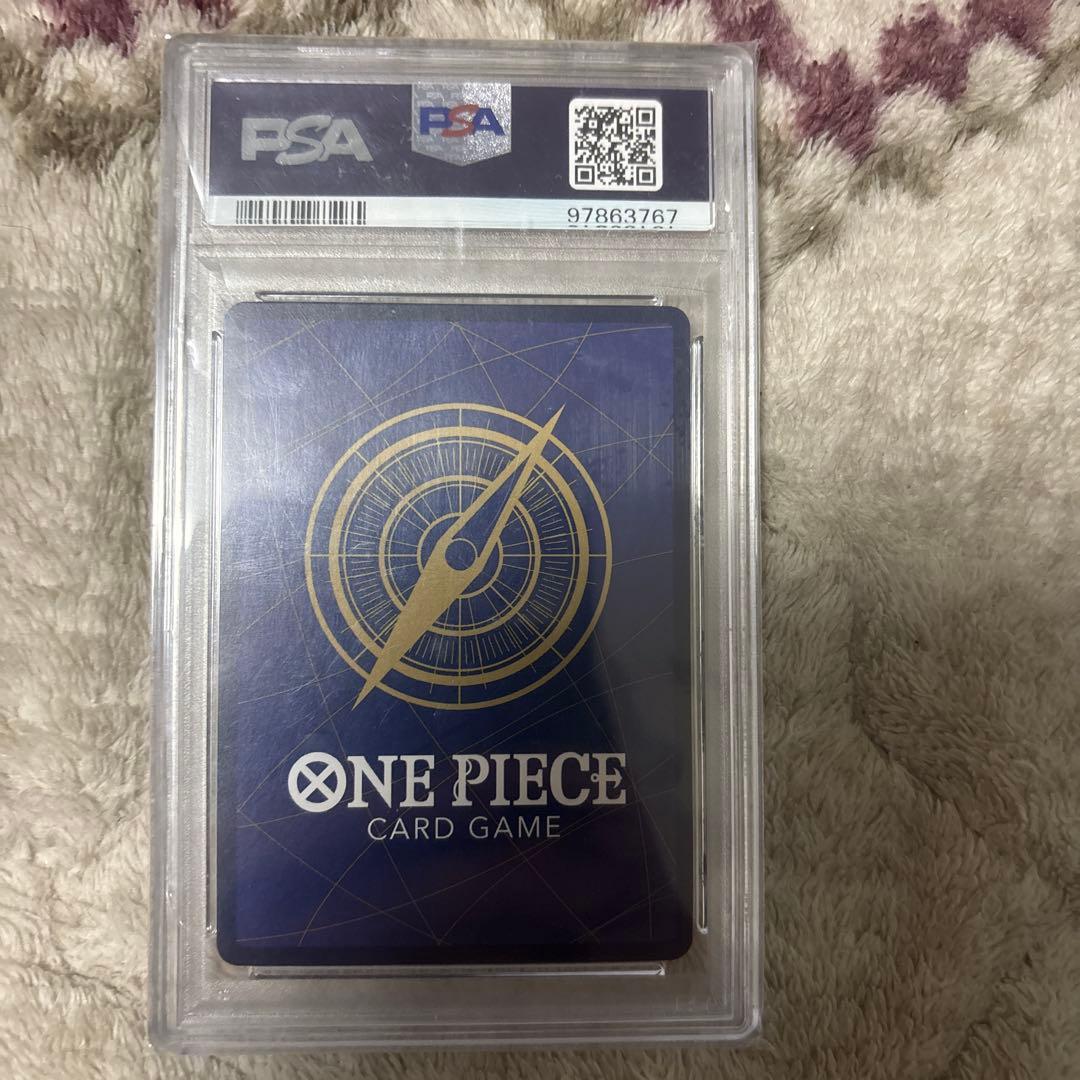 PSA
PSA
97863767
ONE PIECE
CARD GAME